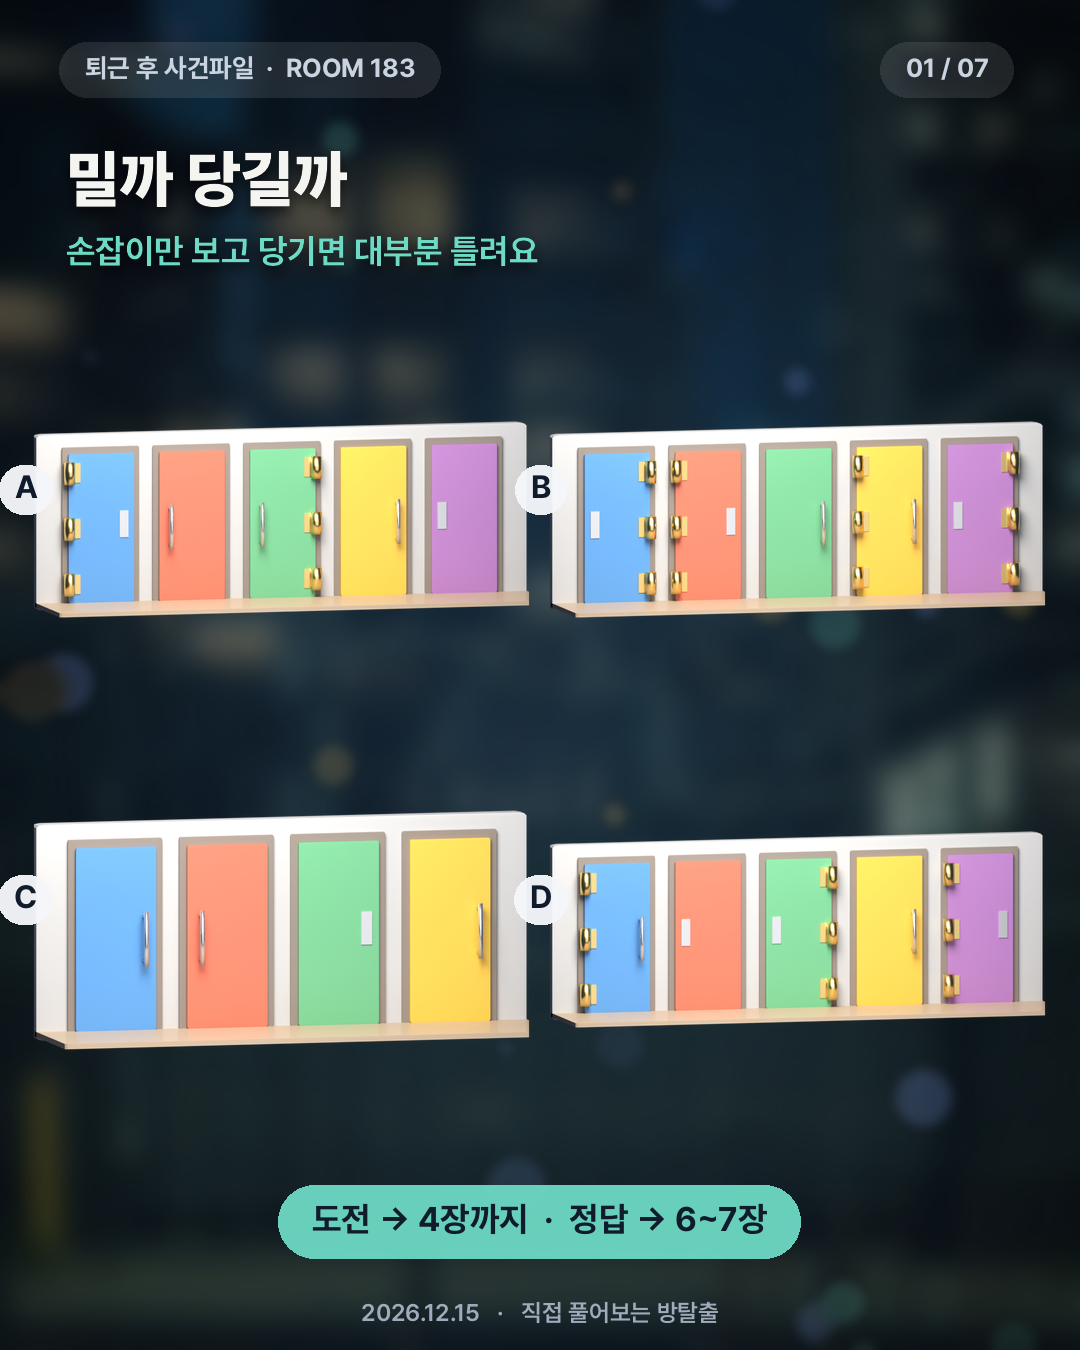 퇴근 후 사건파일 · ROOM 183
01 / 07
밀까 당길까
손잡이만 보고 당기면 대부분 틀려요
A
B
C
D
도전 → 4장까지 · 정답 → 6~7장
2026.12.15 · 직접 풀어보는 방탈출